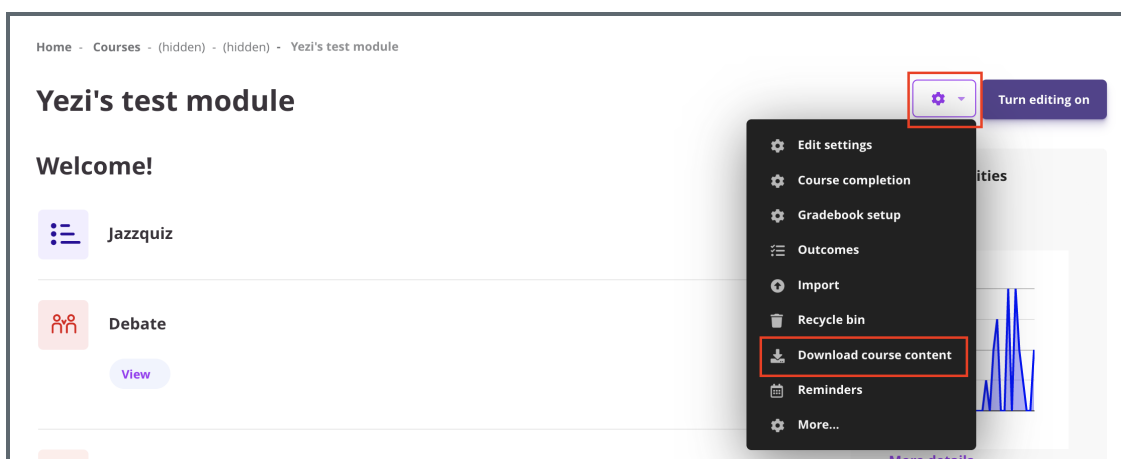 Home - Courses - (hidden) - (hidden) - Yezi's test module
Yezi's test module
Turn editing on
Welcome!
Edit settings
Course completion
ities
Gradebook setup
Jazzquiz
Outcomes
Import
Recycle bin
Debate
Download course content
View
Reminders
More...
More details